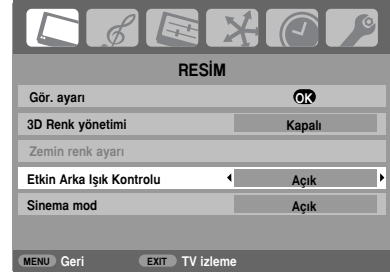 RESİM
Gör. ayarı OK
3D Renk yönetimi Kapalı
Zemin renk ayarı
Etkin Arka Işık Kontrolu Açık
Sinema mod Açık
MENU Geri EXIT TV izleme